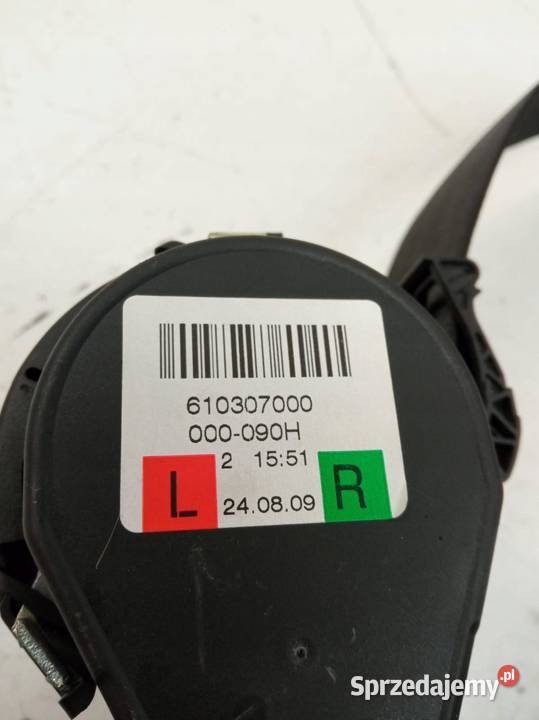 610307000
000-090H
2 15:51
L 24.08.09 R
Sprzedajemy.pl